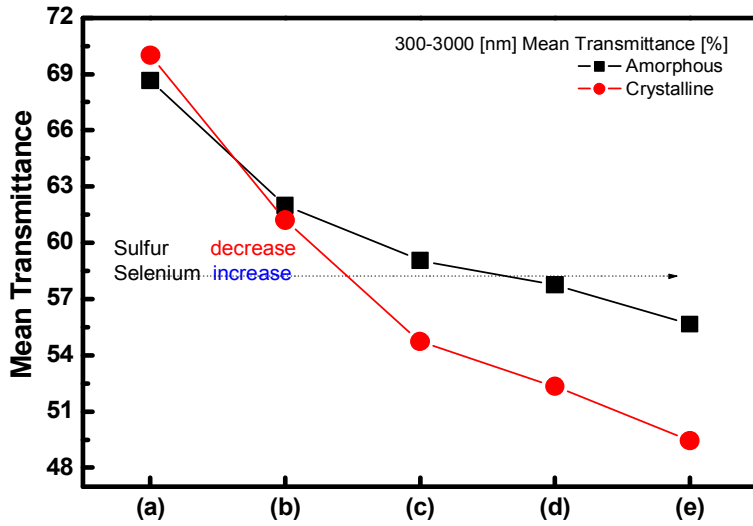 72
69
66
63
60
57
54
51
48
Mean Transmittance
300-3000 [nm] Mean Transmittance [%]
Amorphous
Crystalline
Sulfur decrease
Selenium increase
(a) (b) (c) (d) (e)